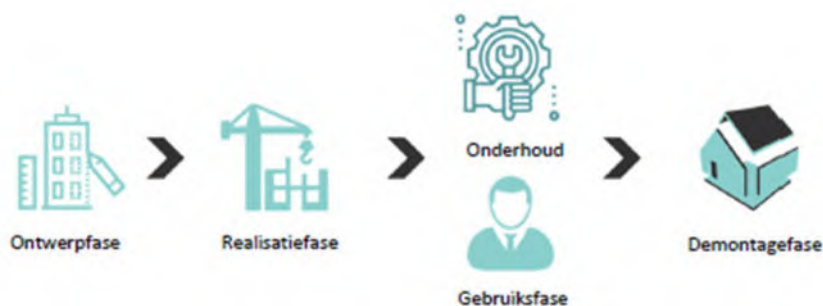 Ontwerpfase
Realisatiefase
Onderhoud
Gebruiksfase
Demontagefase